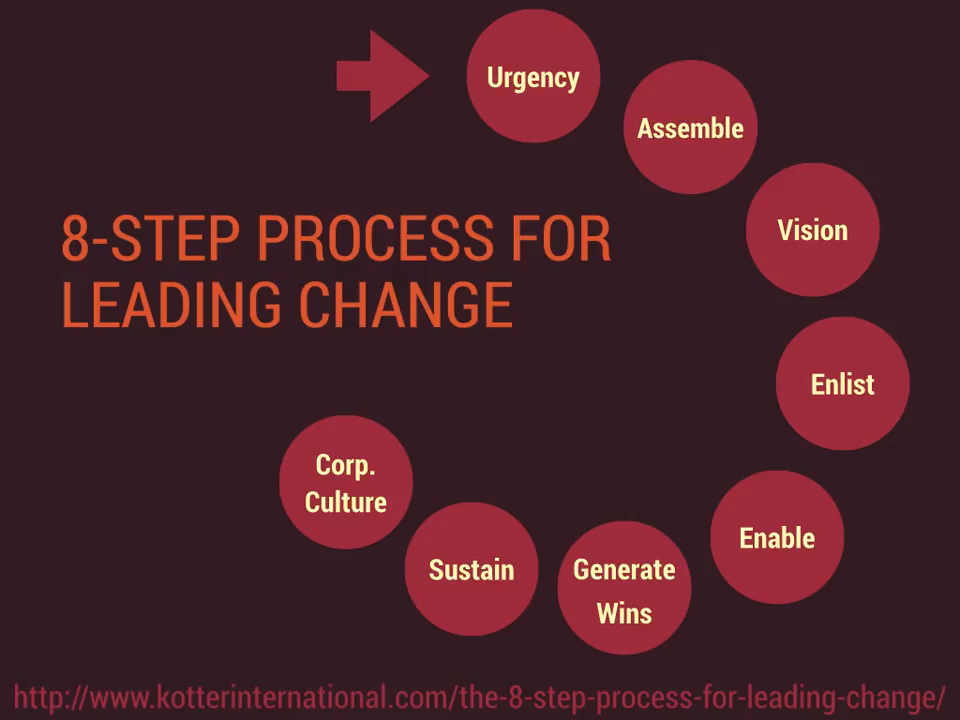 Urgency
Assemble
Vision
8-STEP PROCESS FOR
LEADING CHANGE
Enlist
Corp.
Culture
Enable
Sustain
Generate
Wins
http://www.kotterinternational.com/the-8-step-process-for-leading-change/